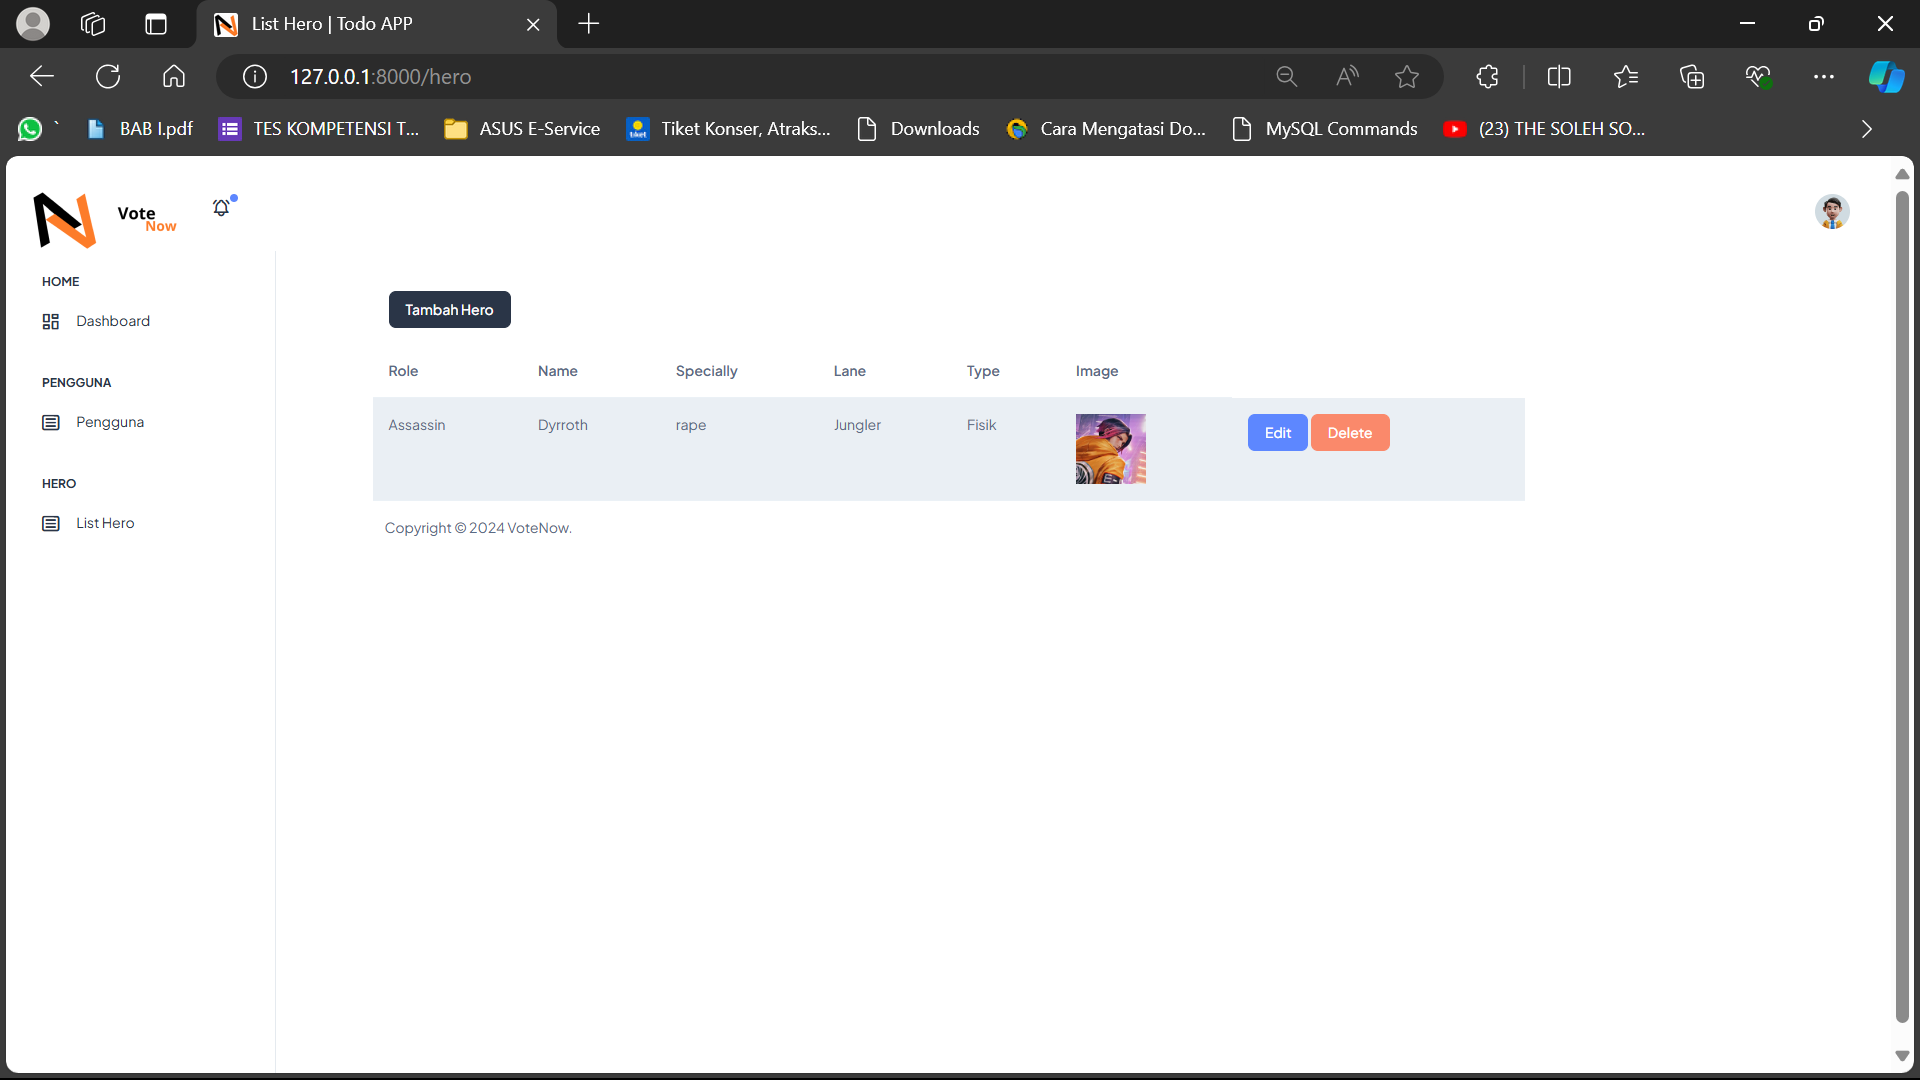 List Hero | Todo APP
127.0.0.1:8000/hero
` BAB I.pdf TES KOMPETENSI T... ASUS E-Service Tiket Konser, Atraks... Downloads Cara Mengatasi Do... MySQL Commands (23) THE SOLEH SO...
Vote
Now
HOME
Dashboard
PENGGUNA
Pengguna
HERO
List Hero
Tambah Hero
Role Name Specially Lane Type Image
Assassin Dyrroth rape Jungler Fisik Edit Delete
Copyright © 2024 VoteNow.